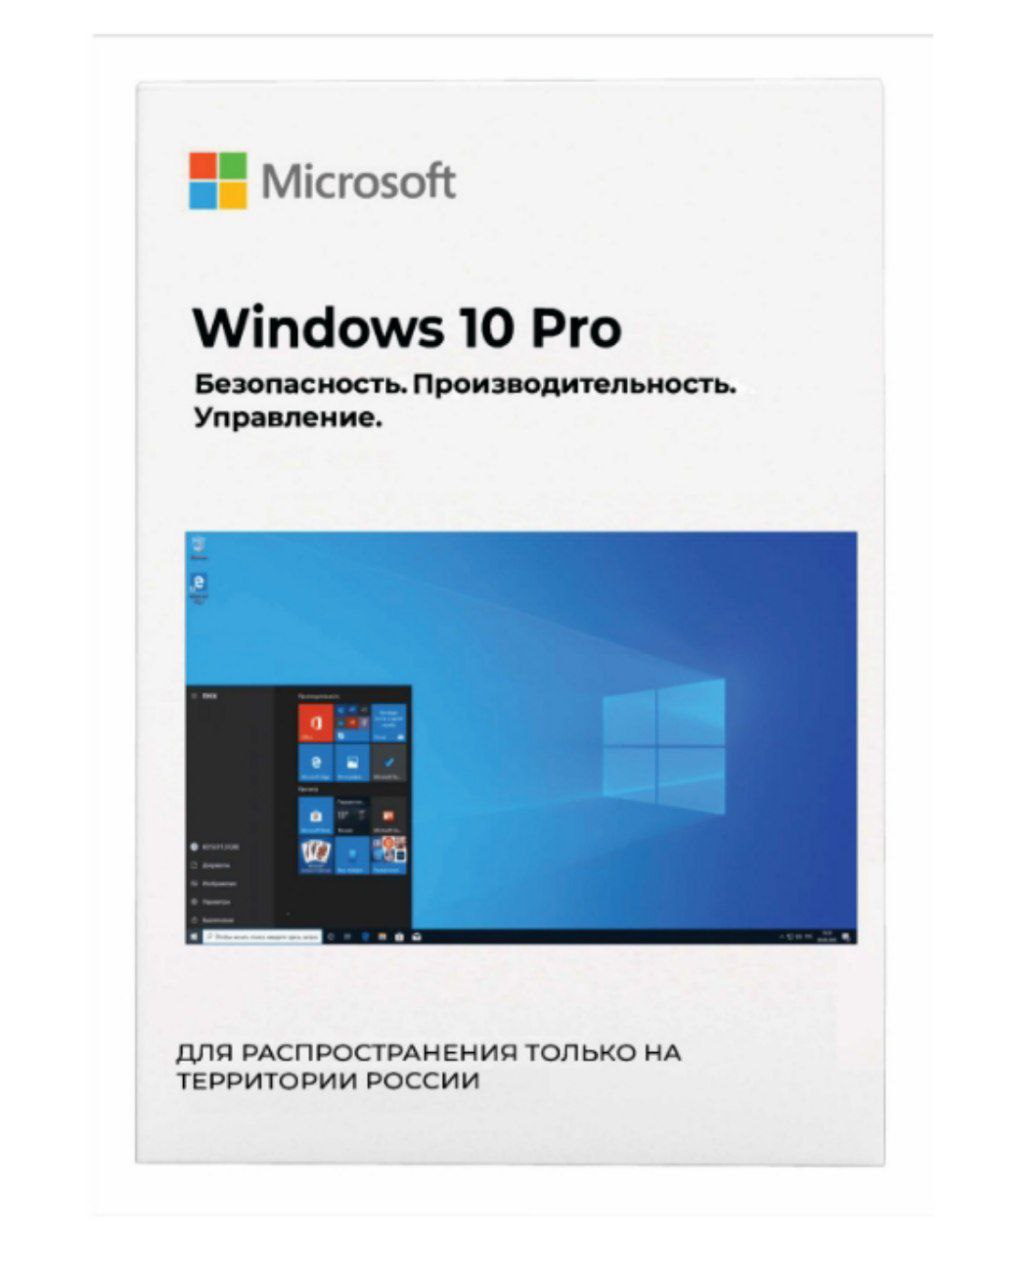 Microsoft
Windows 10 Pro
Безопасность. Производительность.
Управление.
ДЛЯ РАСПРОСТРАНЕНИЯ ТОЛЬКО НА
ТЕРРИТОРИИ РОССИИ